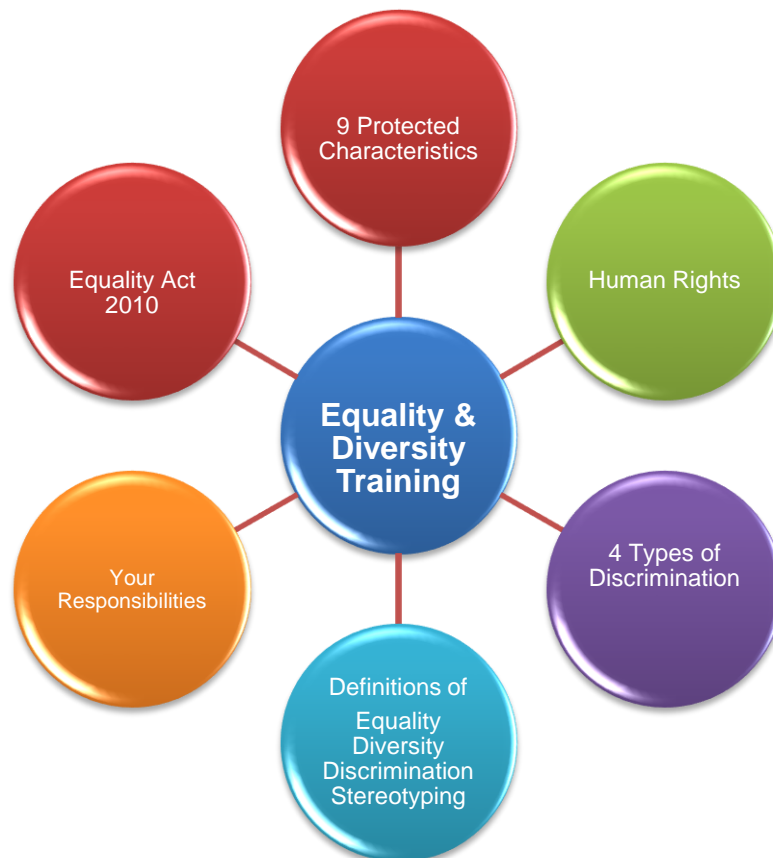 9 Protected
Characteristics
Equality Act
2010
Human Rights
Equality &
Diversity
Training
Your
Responsibilities
4 Types of
Discrimination
Definitions of
Equality
Diversity
Discrimination
Stereotyping